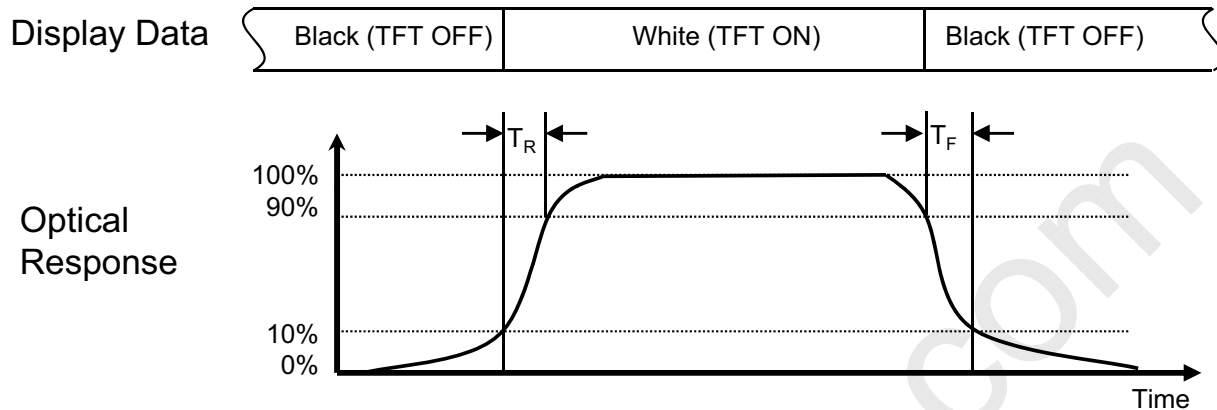 Display Data
Black (TFT OFF)
White (TFT ON)
Black (TFT OFF)
TR
TF
100%
90%
Optical
Response
10%
0%
Time
com